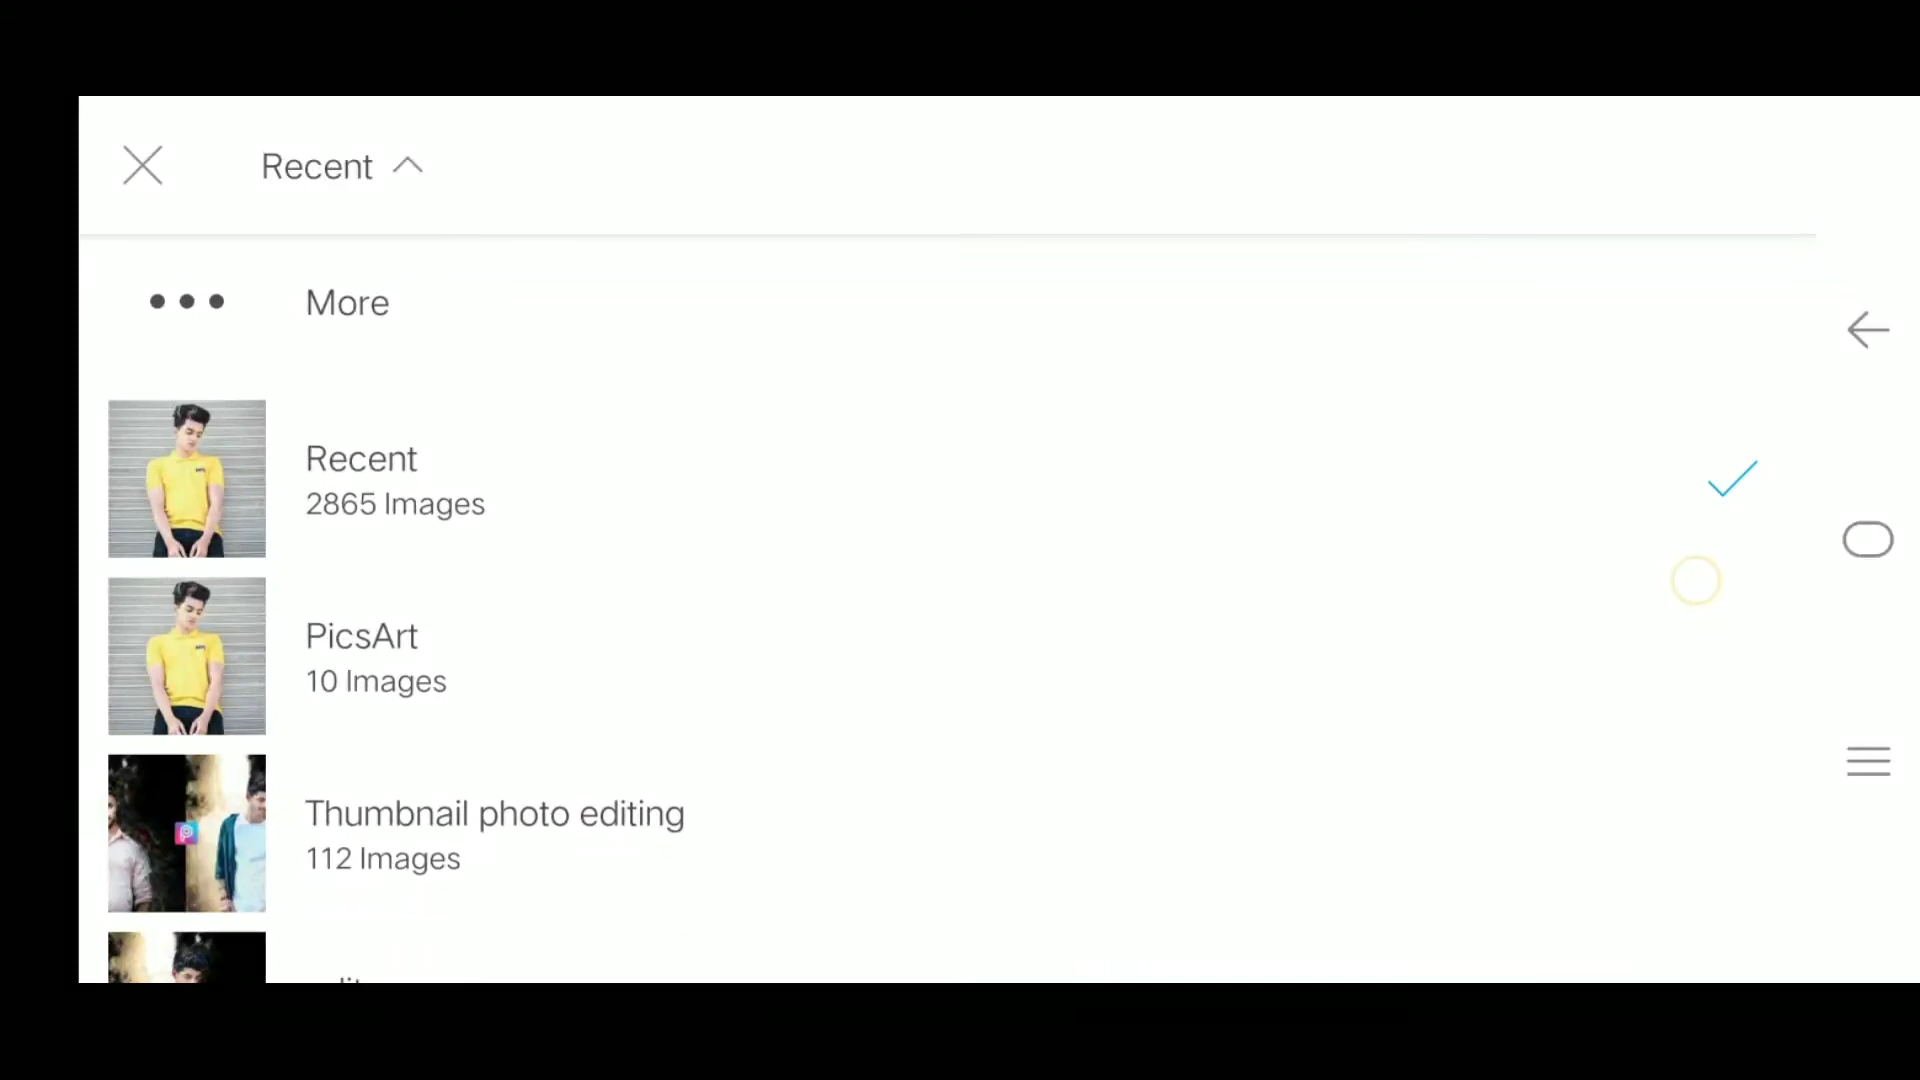 Recent
More
Recent
2865 Images
PicsArt
10 Images
Thumbnail photo editing
112 Images